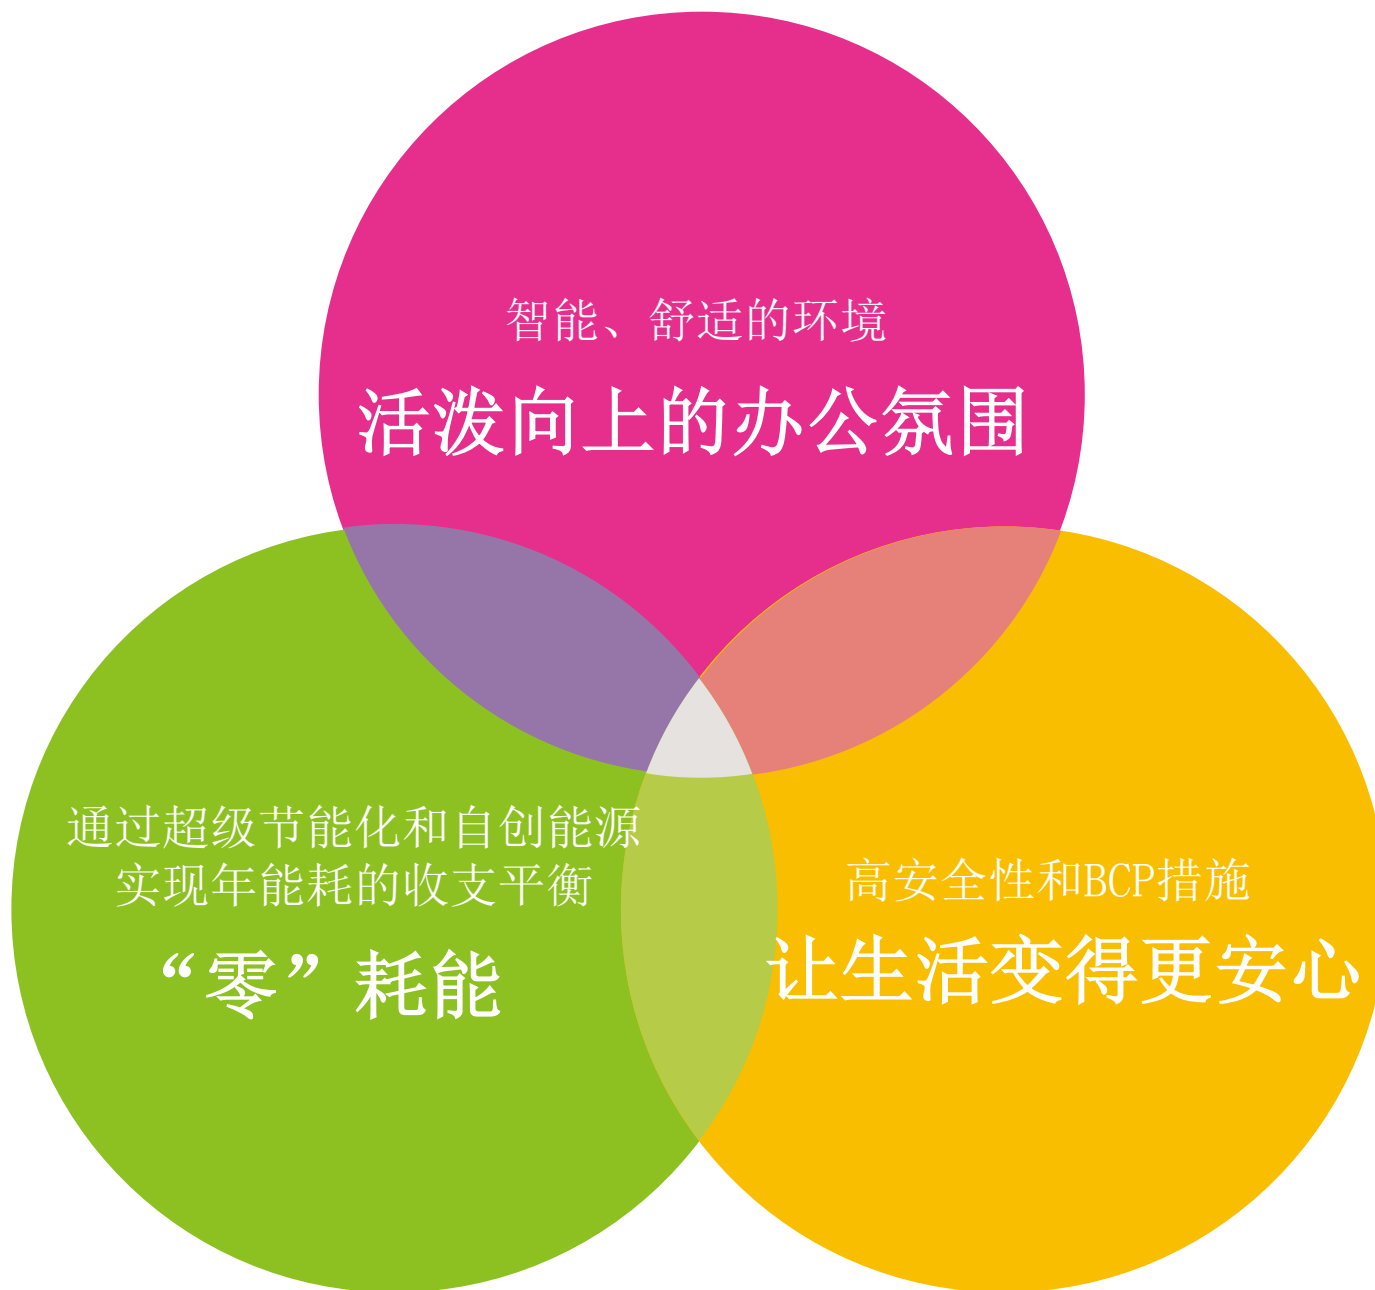 智能、舒适的环境
活泼向上的办公氛围
通过超级节能化和自创能源
实现年能耗的收支平衡
“零”耗能
高安全性和BCP措施
让生活变得更安心